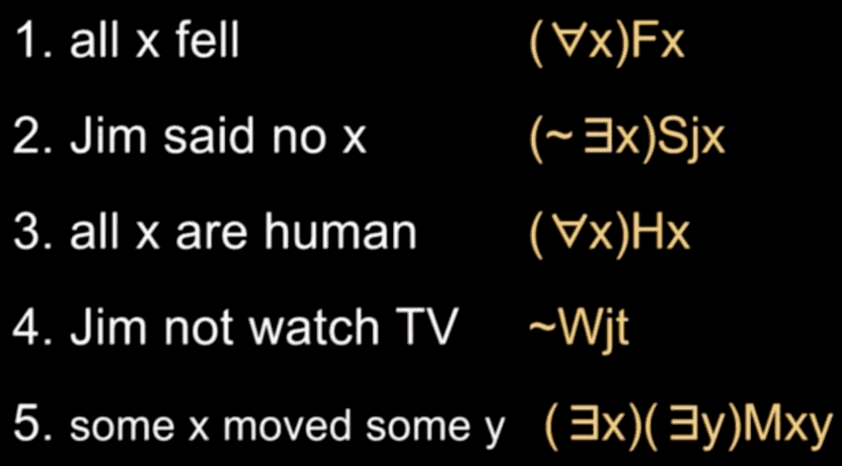 1. all x fell (∀x)Fx
2. Jim said no x (~∃x)Sjx
3. all x are human (∀x)Hx
4. Jim not watch TV ~Wjt
5. some x moved some y (∃x)(∃y)Mxy